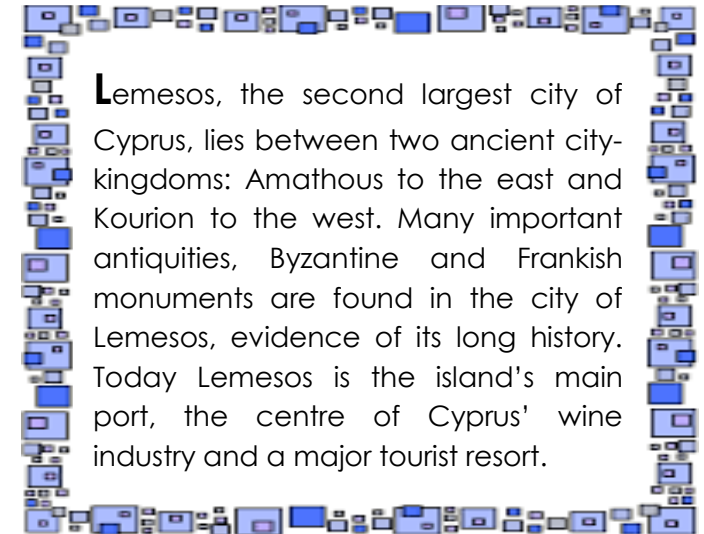 Lemesos, the second largest city of
Cyprus, lies between two ancient city-
kingdoms: Amathous to the east and
Kourion to the west. Many important
antiquities, Byzantine and Frankish
monuments are found in the city of
Lemesos, evidence of its long history.
Today Lemesos is the island’s main
port, the centre of Cyprus’ wine
industry and a major tourist resort.